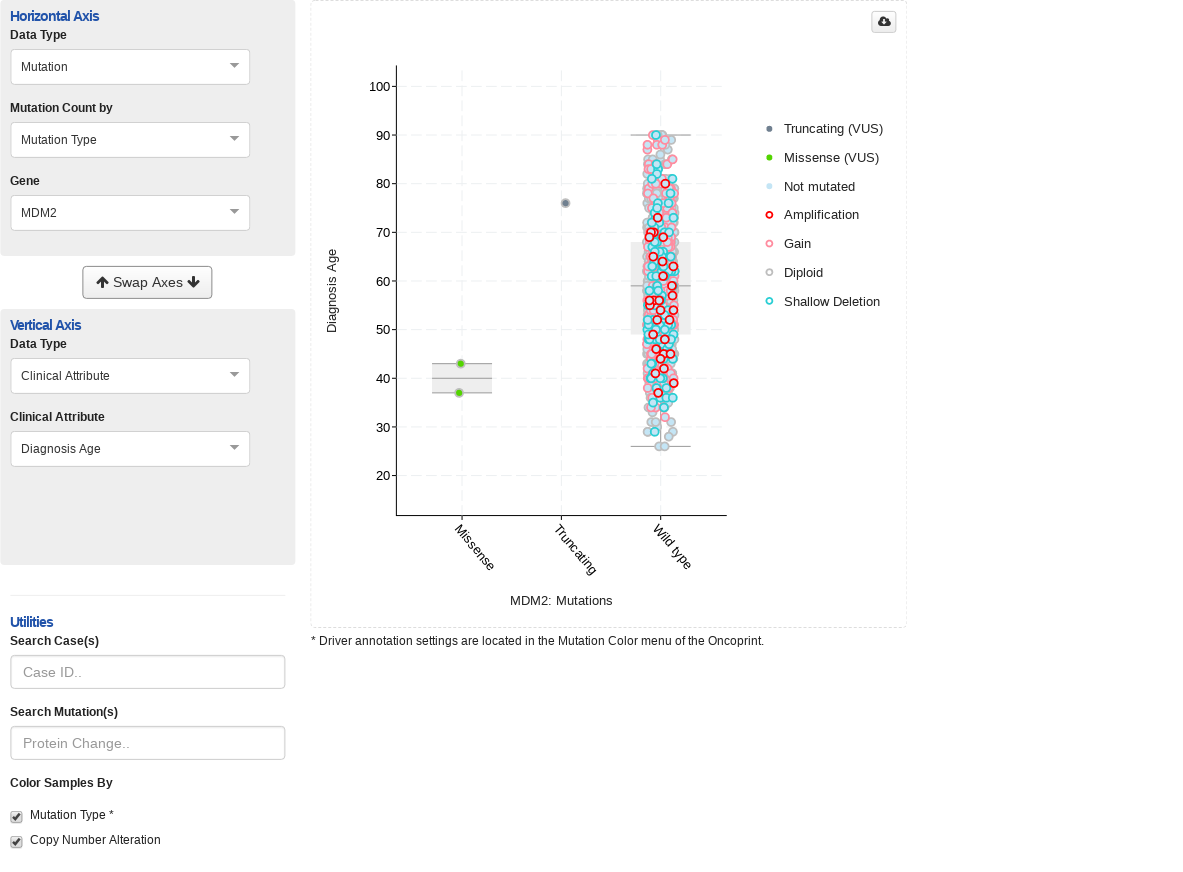 Horizontal Axis
Data Type
Mutation
Mutation Count by
Mutation Type
Gene
MDM2
Swap Axes
Vertical Axis
Data Type
Clinical Attribute
Clinical Attribute
Diagnosis Age
Utilities
Search Case(s)
Case ID..
Search Mutation(s)
Protein Change..
Color Samples By
Mutation Type *
Copy Number Alteration
Diagnosis Age
100
90
80
70
60
50
40
30
20
Missense
Truncating
Wild type
MDM2: Mutations
Truncating (VUS)
Missense (VUS)
Not mutated
Amplification
Gain
Diploid
Shallow Deletion
* Driver annotation settings are located in the Mutation Color menu of the Oncoprint.